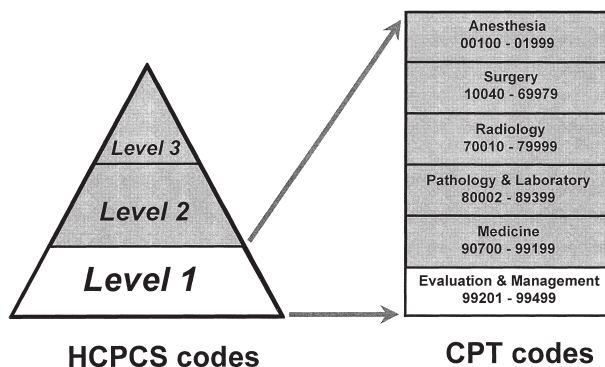 Level 3
Level 2
Level 1
HCPCS codes
Anesthesia
00100 - 01999
Surgery
10040 - 69979
Radiology
70010 - 79999
Pathology & Laboratory
80002 - 89399
Medicine
90700 - 99199
Evaluation & Management
99201 - 99499
CPT codes